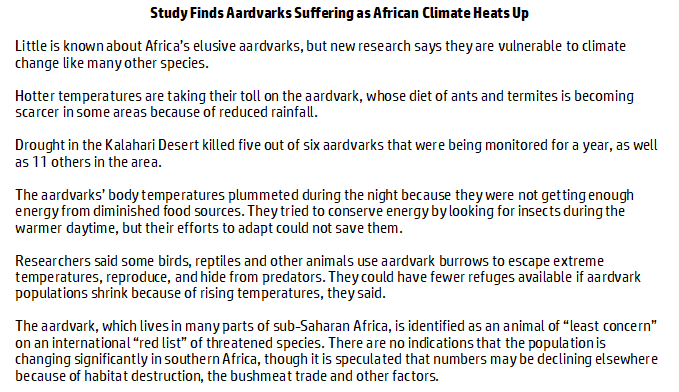 Study Finds Aardvarks Suffering as African Climate Heats Up
Little is known about Africa's elusive aardvarks, but new research says they are vulnerable to climate
change like many other species.
Hotter temperatures are taking their toll on the aardvark, whose diet of ants and termites is becoming
scarcer in some areas because of reduced rainfall.
Drought in the Kalahari Desert killed five out of six aardvarks that were being monitored for a year, as well
as 11 others in the area.
The aardvarks' body temperatures plummeted during the night because they were not getting enough
energy from diminished food sources. They tried to conserve energy by looking for insects during the
warmer daytime, but their efforts to adapt could not save them.
Researchers said some birds, reptiles and other animals use aardvark burrows to escape extreme
temperatures, reproduce, and hide from predators. They could have fewer refuges available if aardvark
populations shrink because of rising temperatures, they said.
The aardvark, which lives in many parts of sub-Saharan Africa, is identified as an animal of “least concern”
on an international “red list” of threatened species. There are no indications that the population is
changing significantly in southern Africa, though it is speculated that numbers may be declining elsewhere
because of habitat destruction, the bushmeat trade and other factors.